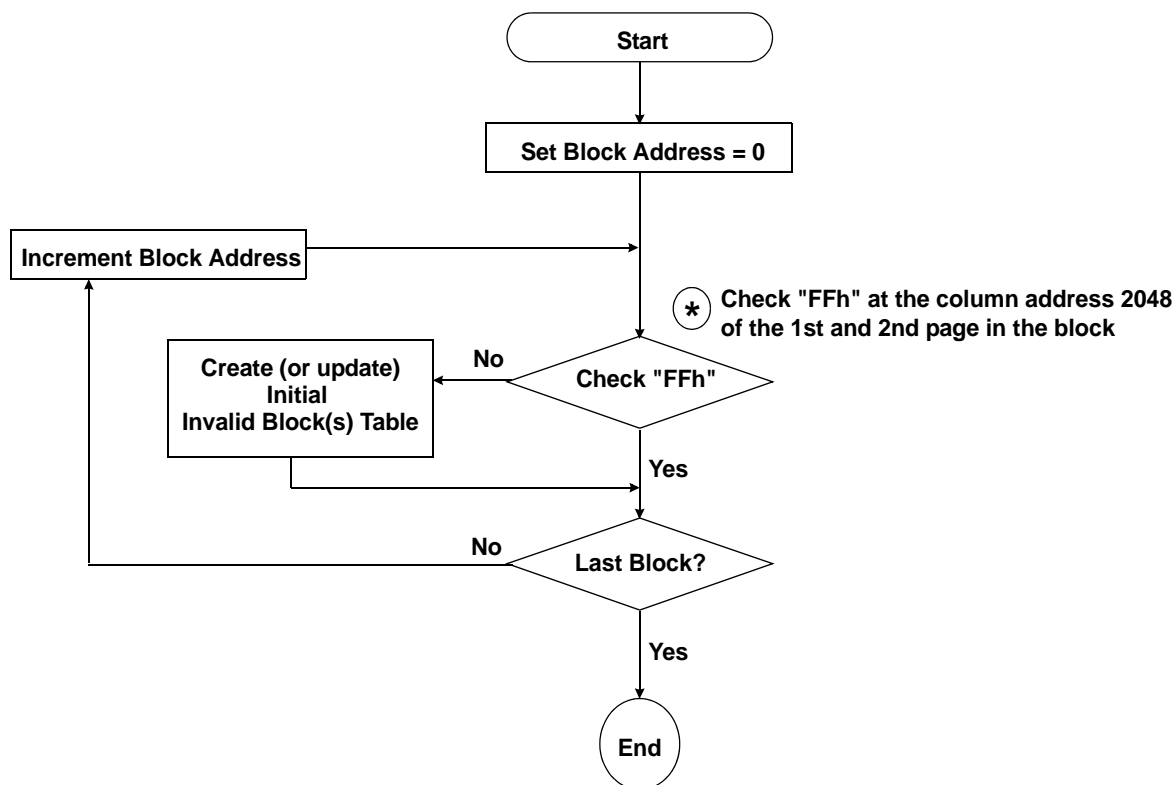 Start
Set Block Address = 0
Increment Block Address
* Check "FFh" at the column address 2048
of the 1st and 2nd page in the block
No
Create (or update)
Initial
Invalid Block(s) Table
Check "FFh"
Yes
No
Last Block?
Yes
End